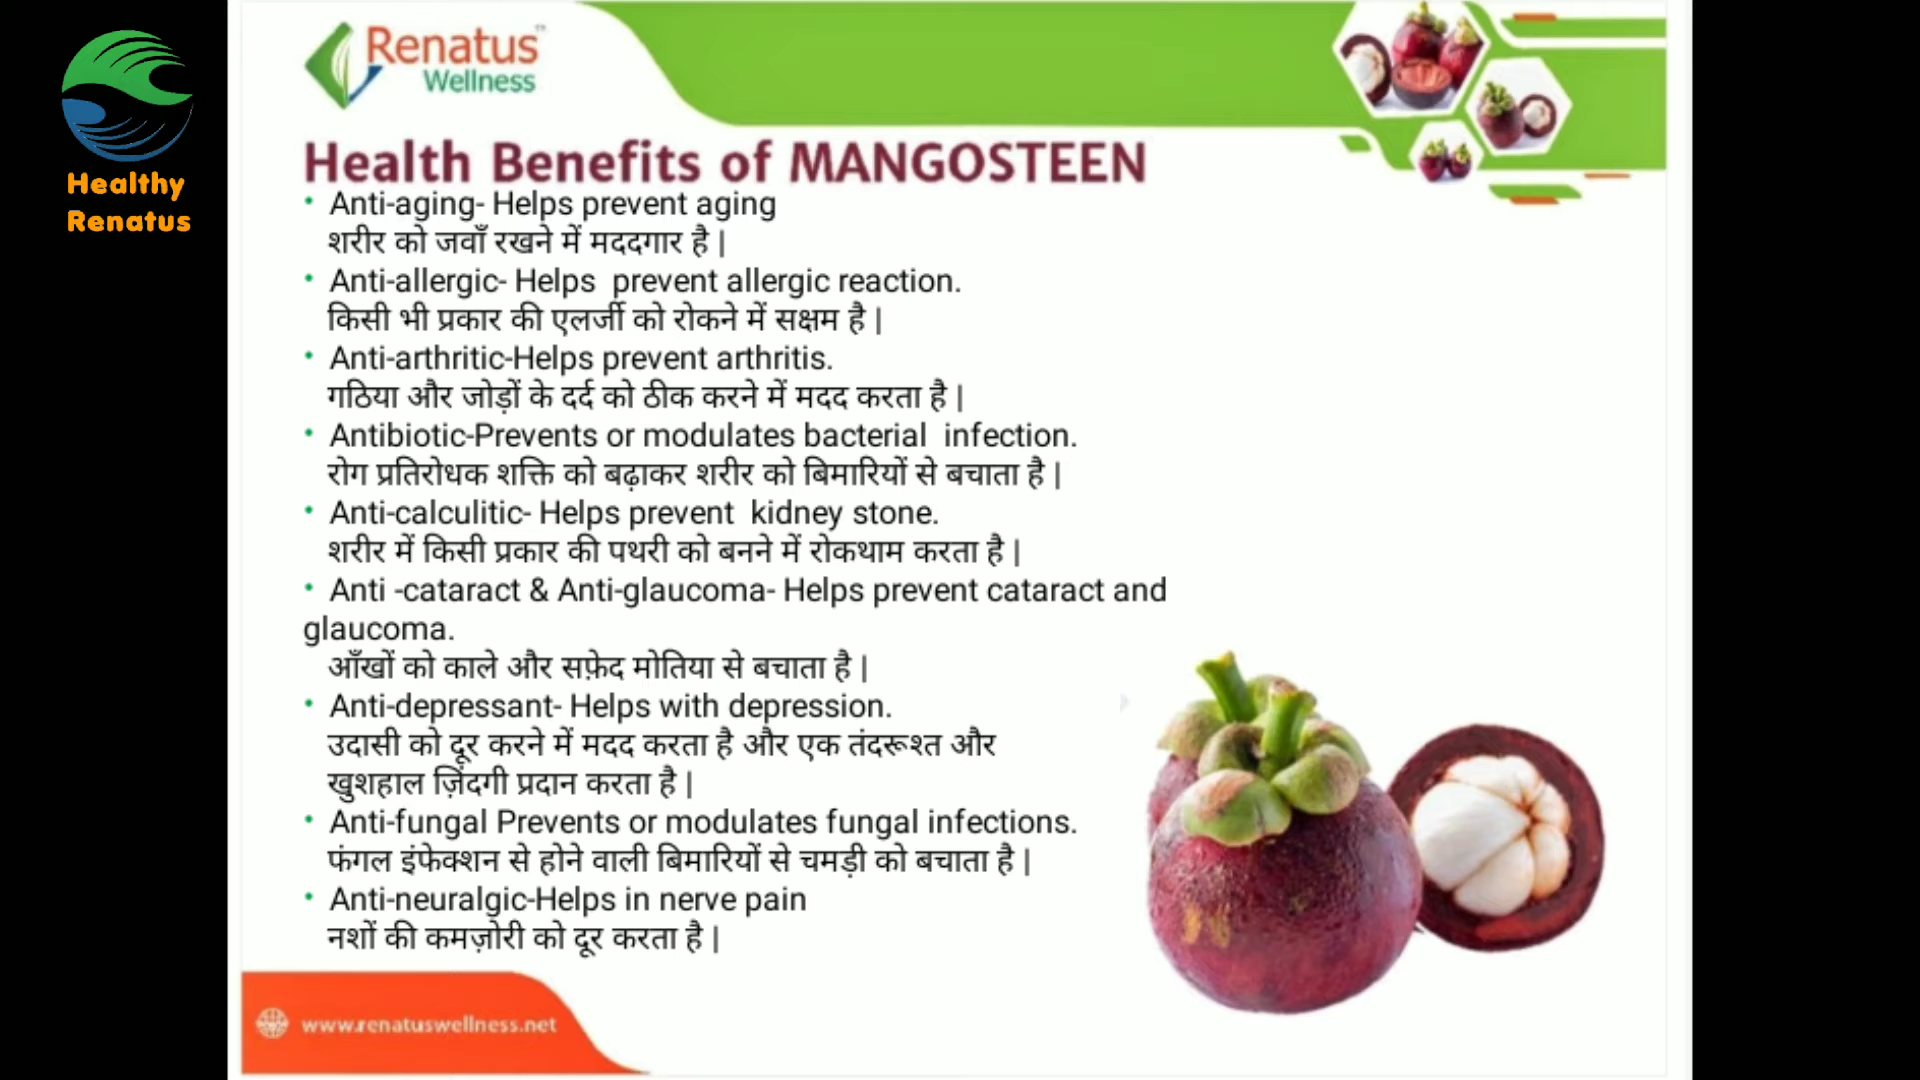 Healthy
Renatus
Renatus™
Wellness
Health Benefits of MANGOSTEEN
• Anti-aging- Helps prevent aging
शरीर को जवाँ रखने में मददगार है |
• Anti-allergic- Helps  prevent allergic reaction.
किसी भी प्रकार की एलर्जी को रोकने में सक्षम है |
• Anti-arthritic-Helps prevent arthritis.
गठिया और जोड़ों के दर्द को ठीक करने में मदद करता है |
• Antibiotic-Prevents or modulates bacterial  infection.
रोग प्रतिरोधक शक्ति को बढ़ाकर शरीर को बिमारियों से बचाता है |
• Anti-calculitic- Helps prevent  kidney stone.
शरीर में किसी प्रकार की पथरी को बनने में रोकथाम करता है |
• Anti -cataract & Anti-glaucoma- Helps prevent cataract and
glaucoma.
आँखों को काले और सफ़ेद मोतिया से बचाता है |
• Anti-depressant- Helps with depression.
उदासी को दूर करने में मदद करता है और एक तंदरूश्त और
खुशहाल ज़िंदगी प्रदान करता है |
• Anti-fungal Prevents or modulates fungal infections.
फंगल इंफेक्शन से होने वाली बिमारियों से चमड़ी को बचाता है |
• Anti-neuralgic-Helps in nerve pain
नशों की कमज़ोरी को दूर करता है |
www.renatuswellness.net